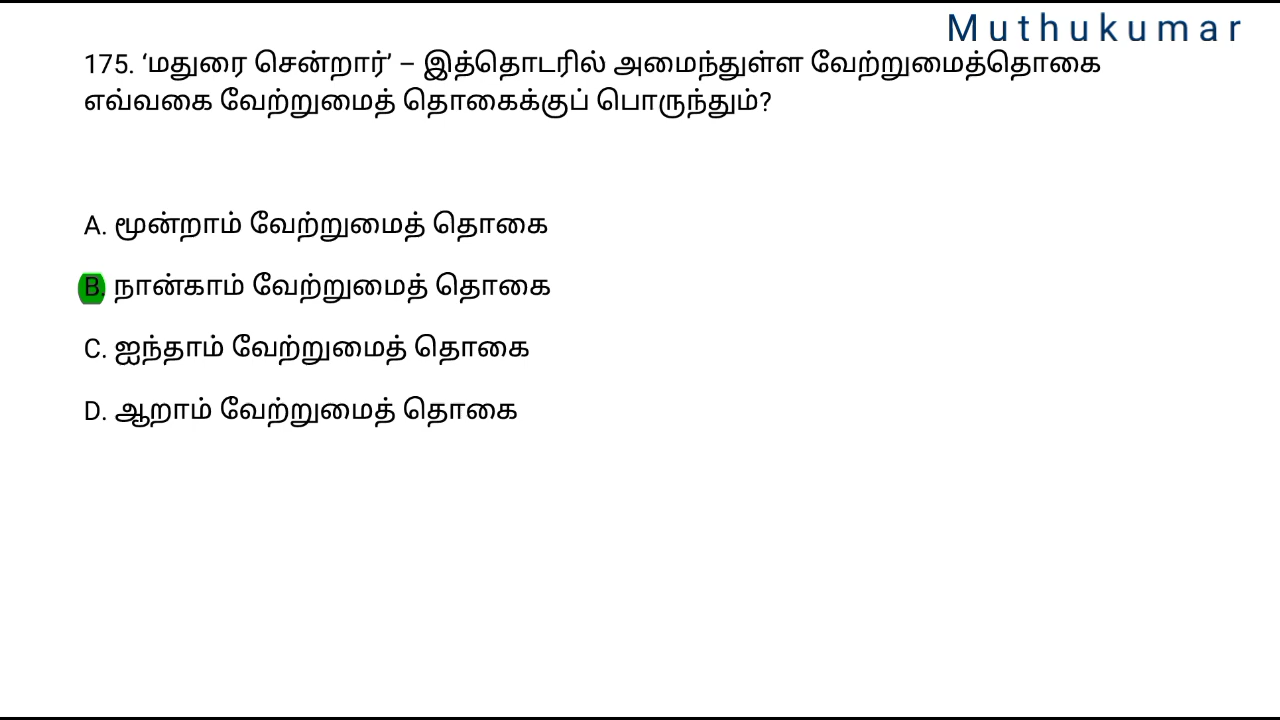 Muthukumar
175. ‘மதுரை சென்றார்’ – இத்தொடரில் அமைந்துள்ள வேற்றுமைத்தொகை
எவ்வகை வேற்றுமைத் தொகைக்குப் பொருந்தும்?
A. மூன்றாம் வேற்றுமைத் தொகை
B. நான்காம் வேற்றுமைத் தொகை
C. ஐந்தாம் வேற்றுமைத் தொகை
D. ஆறாம் வேற்றுமைத் தொகை